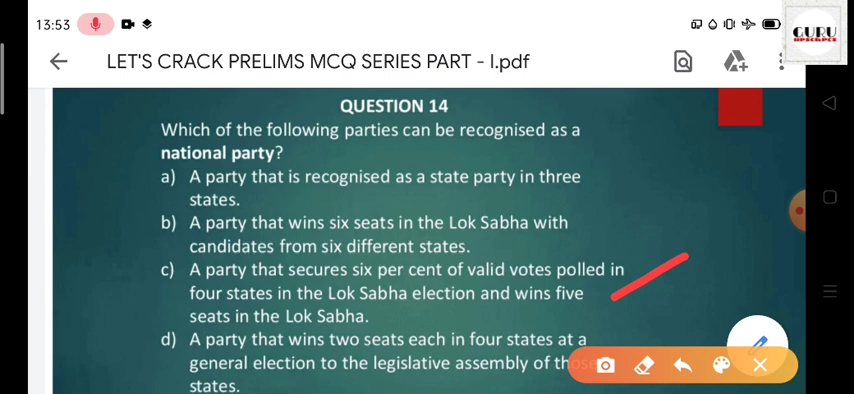 13:53
GURU
UPSC&PCS
LET'S CRACK PRELIMS MCQ SERIES PART - I.pdf
QUESTION 14
Which of the following parties can be recognised as a
national party?
a) A party that is recognised as a state party in three
states.
b) A party that wins six seats in the Lok Sabha with
candidates from six different states.
c) A party that secures six per cent of valid votes polled in
four states in the Lok Sabha election and wins five
seats in the Lok Sabha.
d) A party that wins two seats each in four states at a
general election to the legislative assembly of those
states.